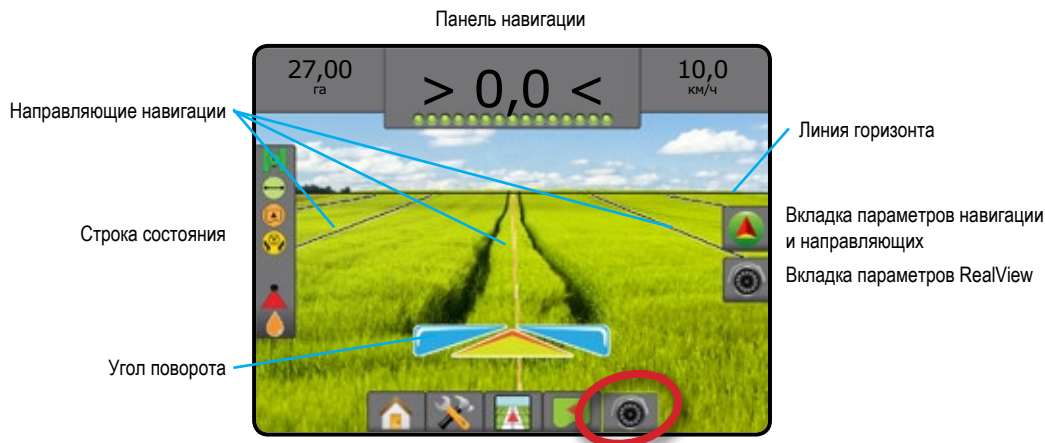 Панель навигации
27,00
га
> 0,0 <
10,0
км/ч
Направляющие навигации
Линия горизонта
Строка состояния
Вкладка параметров навигации
и направляющих
Вкладка параметров RealView
Угол поворота